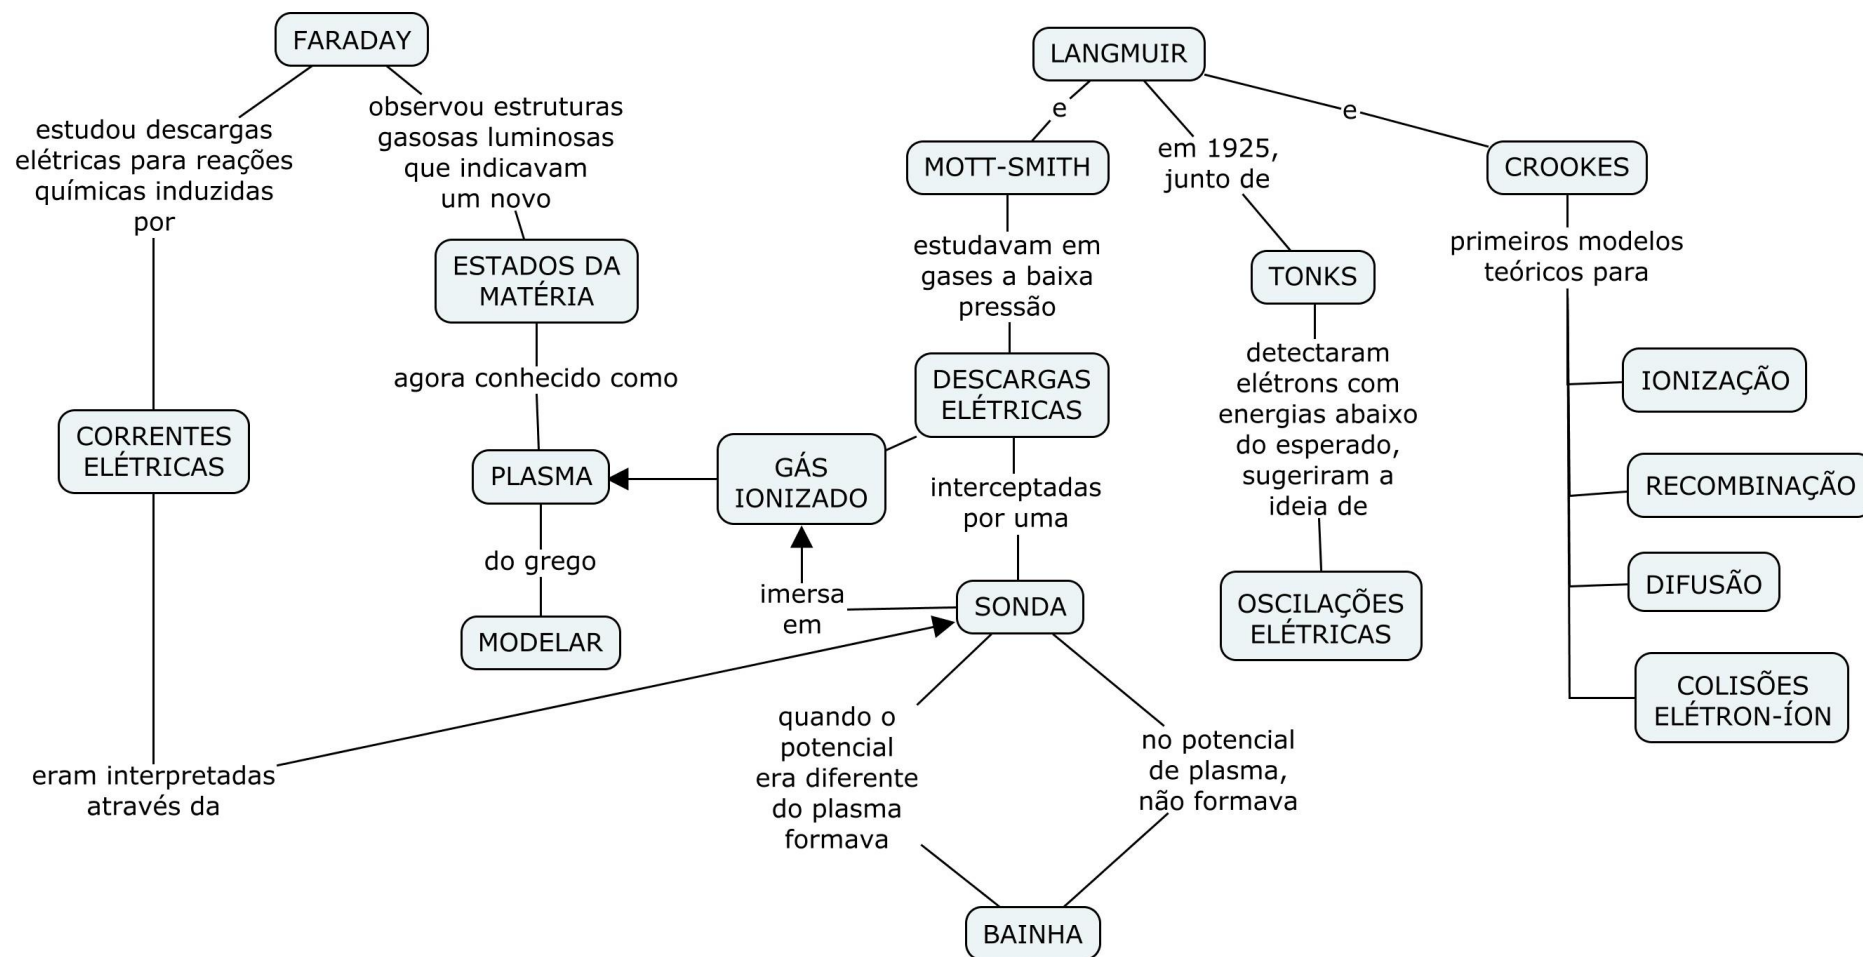 FARADAY
estudou descargas
elétricas para reações
químicas induzidas
por
CORRENTES
ELÉTRICAS
eram interpretadas
através da
observou estruturas
gasosas luminosas
que indicavam
um novo
ESTADOS DA
MATÉRIA
agora conhecido como
PLASMA
do grego
MODELAR
LANGMUIR
e
MOTT-SMITH
estudavam em
gases a baixa
pressão
DESCARGAS
ELÉTRICAS
GÁS
IONIZADO
interceptadas
por uma
SONDA
imersa
em
quando o
potencial
era diferente
do plasma
formava
no potencial
de plasma,
não formava
BAINHA
em 1925,
junto de
TONKS
detectaram
elétrons com
energias abaixo
do esperado,
sugeriram a
ideia de
OSCILAÇÕES
ELÉTRICAS
e
CROOKES
primeiros modelos
teóricos para
IONIZAÇÃO
RECOMBINAÇÃO
DIFUSÃO
COLISÕES
ELÉTRON-ÍON